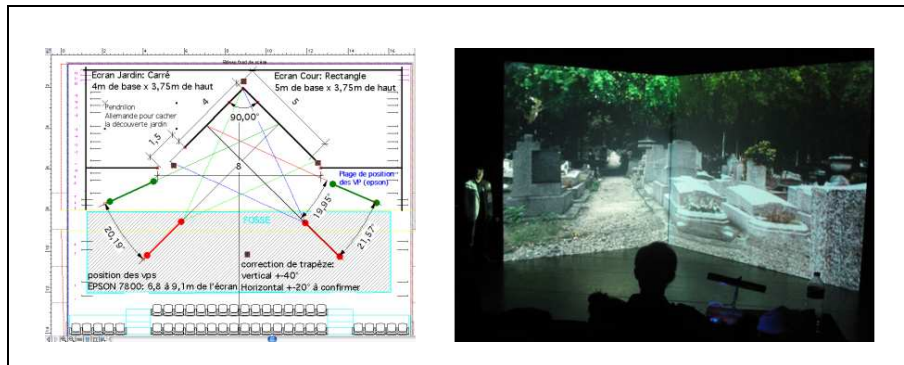 Ecran Jardin: Carré
4m de base x 3,75m de haut
Ecran Cour: Rectangle
5m de base x 3,75m de haut
Pendrillon
Allemande pour cacher
la découverte jardin
4
5
1,5
90,00°
8
Plage de position
des VP (epson)
19,95°
20,19°
21,57°
FOSSE
position des vps
EPSON 7800: 6,8 à 9,1m de l'écran
correction de trapèze:
vertical +-40°
Horizontal +-20° à confirmer